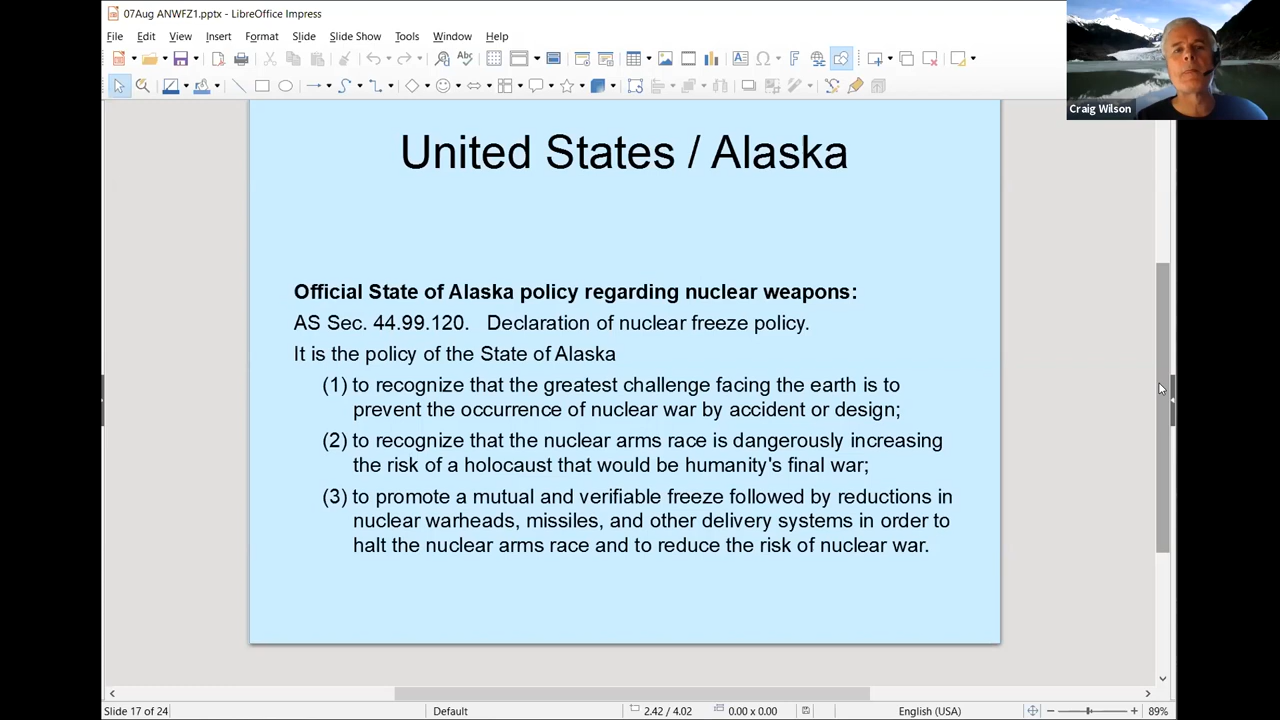 07Aug ANWFZ1.pptx - LibreOffice Impress
File Edit View Insert Format Slide Slide Show Tools Window Help
Craig Wilson
United States / Alaska
Official State of Alaska policy regarding nuclear weapons:
AS Sec. 44.99.120. Declaration of nuclear freeze policy.
It is the policy of the State of Alaska
(1) to recognize that the greatest challenge facing the earth is to
prevent the occurrence of nuclear war by accident or design;
(2) to recognize that the nuclear arms race is dangerously increasing
the risk of a holocaust that would be humanity's final war;
(3) to promote a mutual and verifiable freeze followed by reductions in
nuclear warheads, missiles, and other delivery systems in order to
halt the nuclear arms race and to reduce the risk of nuclear war.
Slide 17 of 24 Default 2.42 / 4.02 0.00 x 0.00 English (USA) 89%